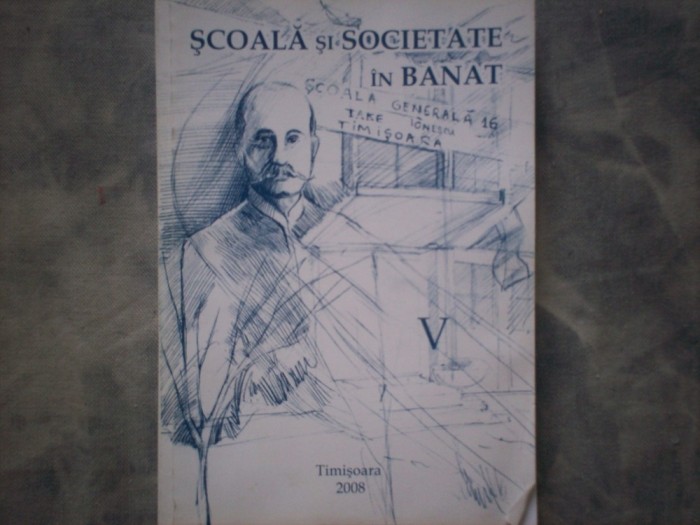 ŞCOALĂ ŞI SOCIETATE
ÎN BANAT
ŞCOALA GENERALĂ 16
TAKE IONESCU
TIMIŞOARA
V
Timişoara
2008